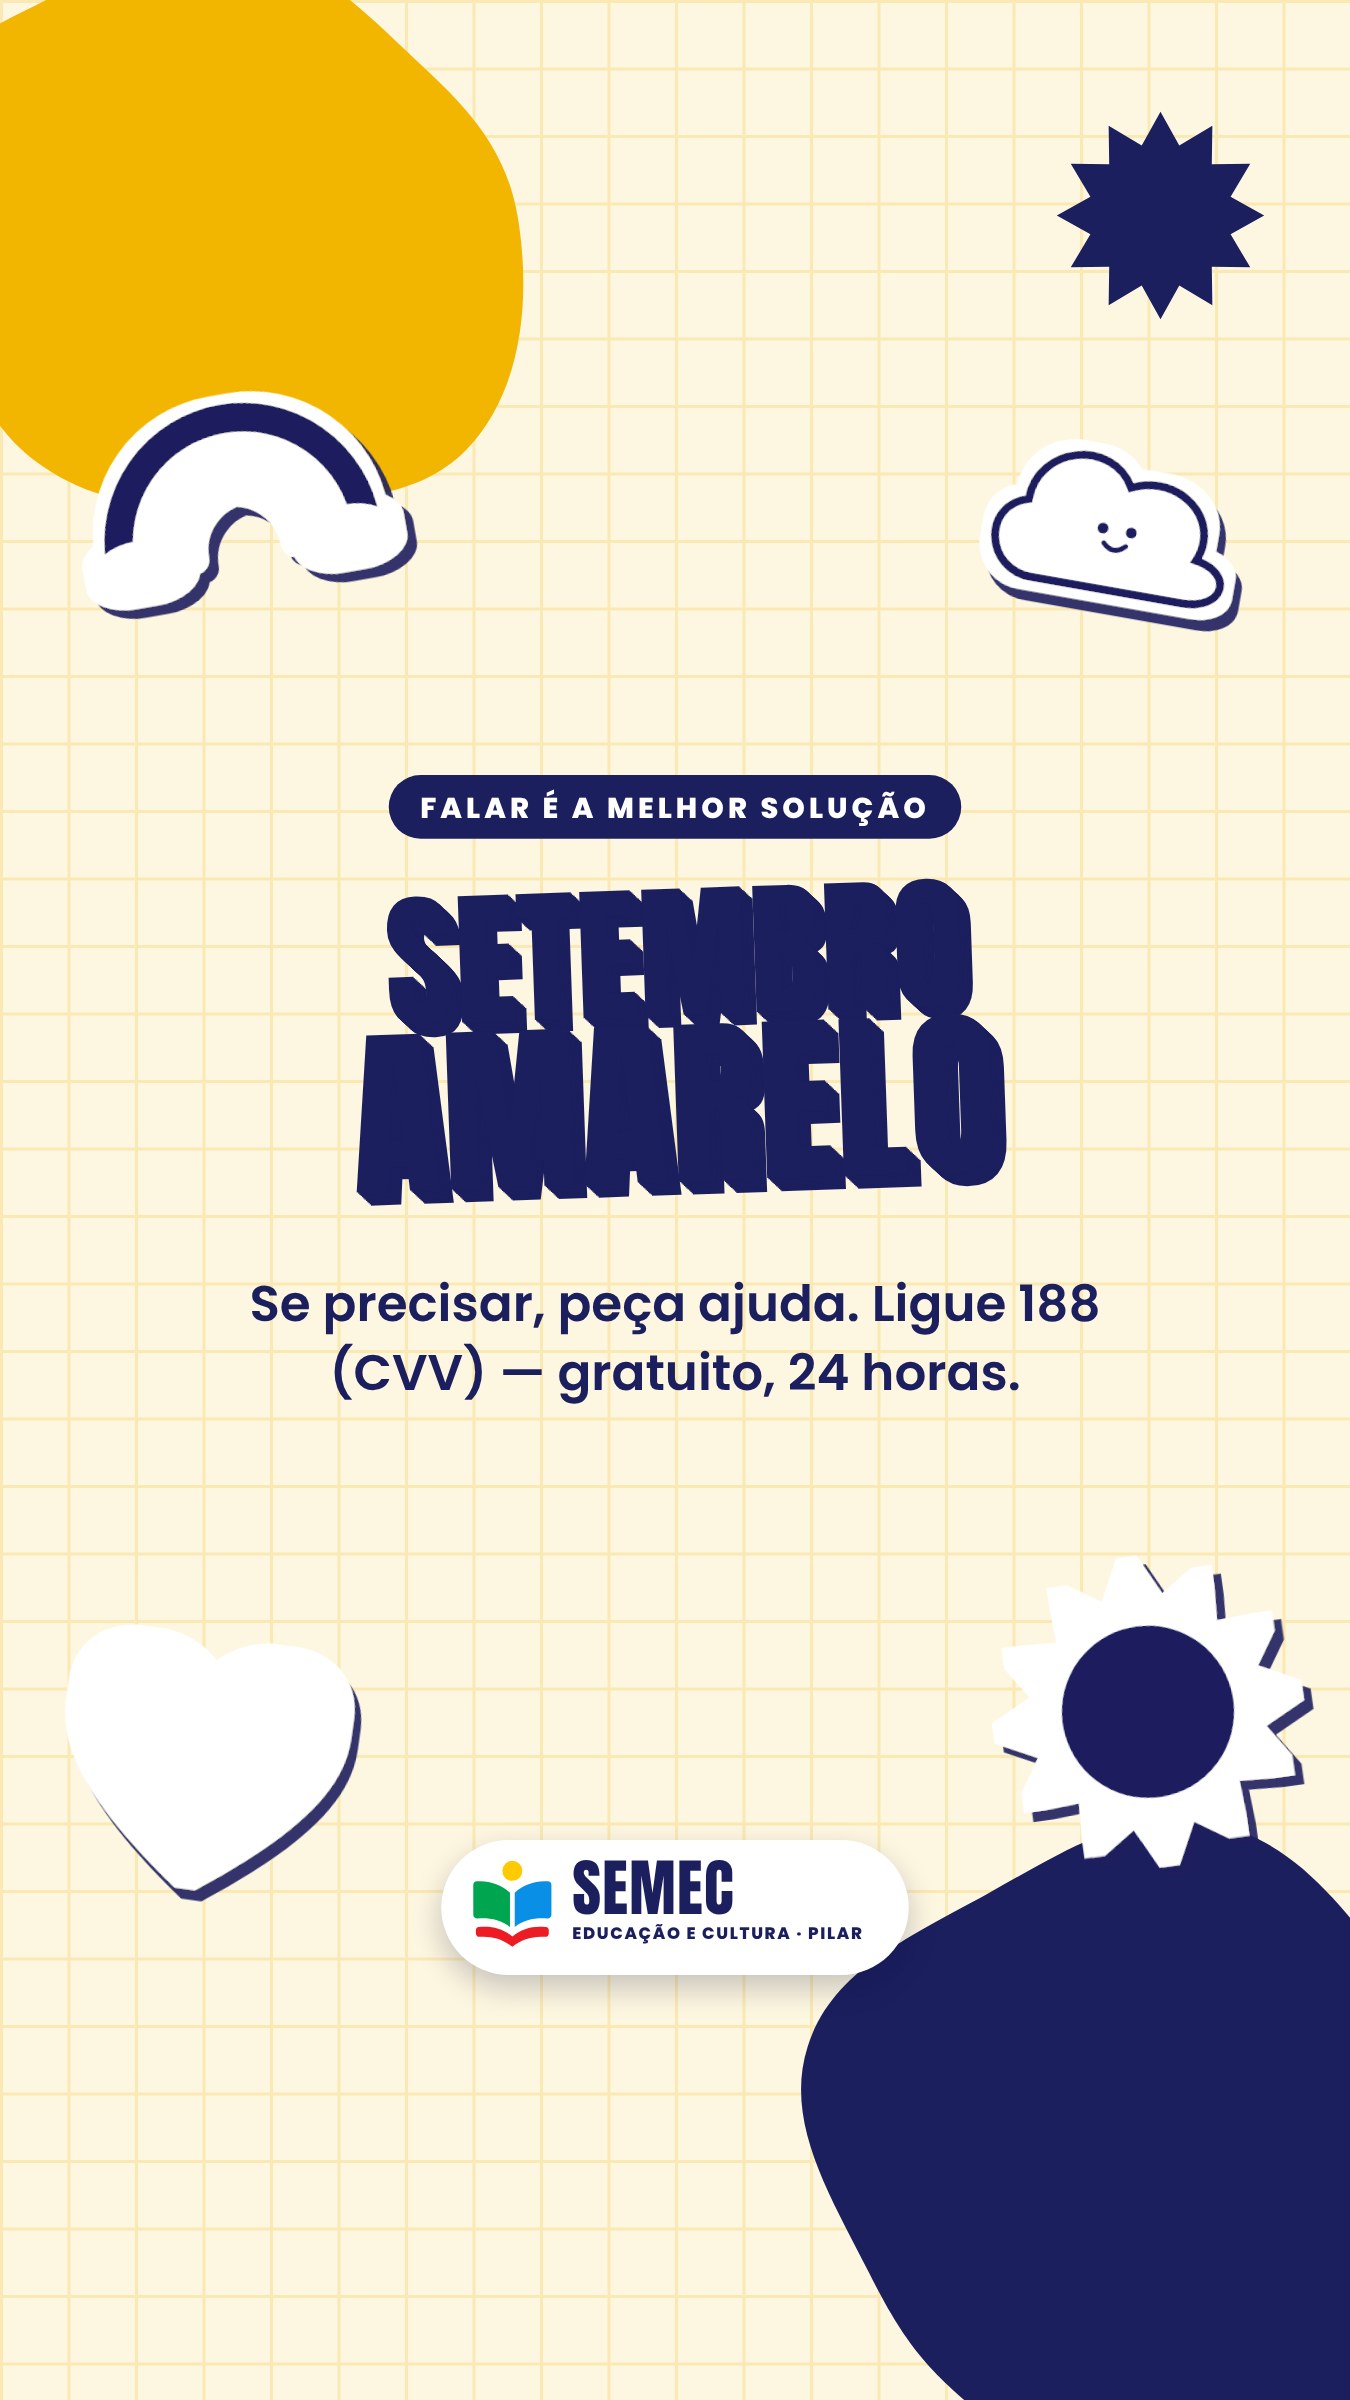 FALAR É A MELHOR SOLUÇÃO
SETEMBRO
AMARELO
Se precisar, peça ajuda. Ligue 188
(CVV) — gratuito, 24 horas.
SEMEC
EDUCAÇÃO E CULTURA · PILAR